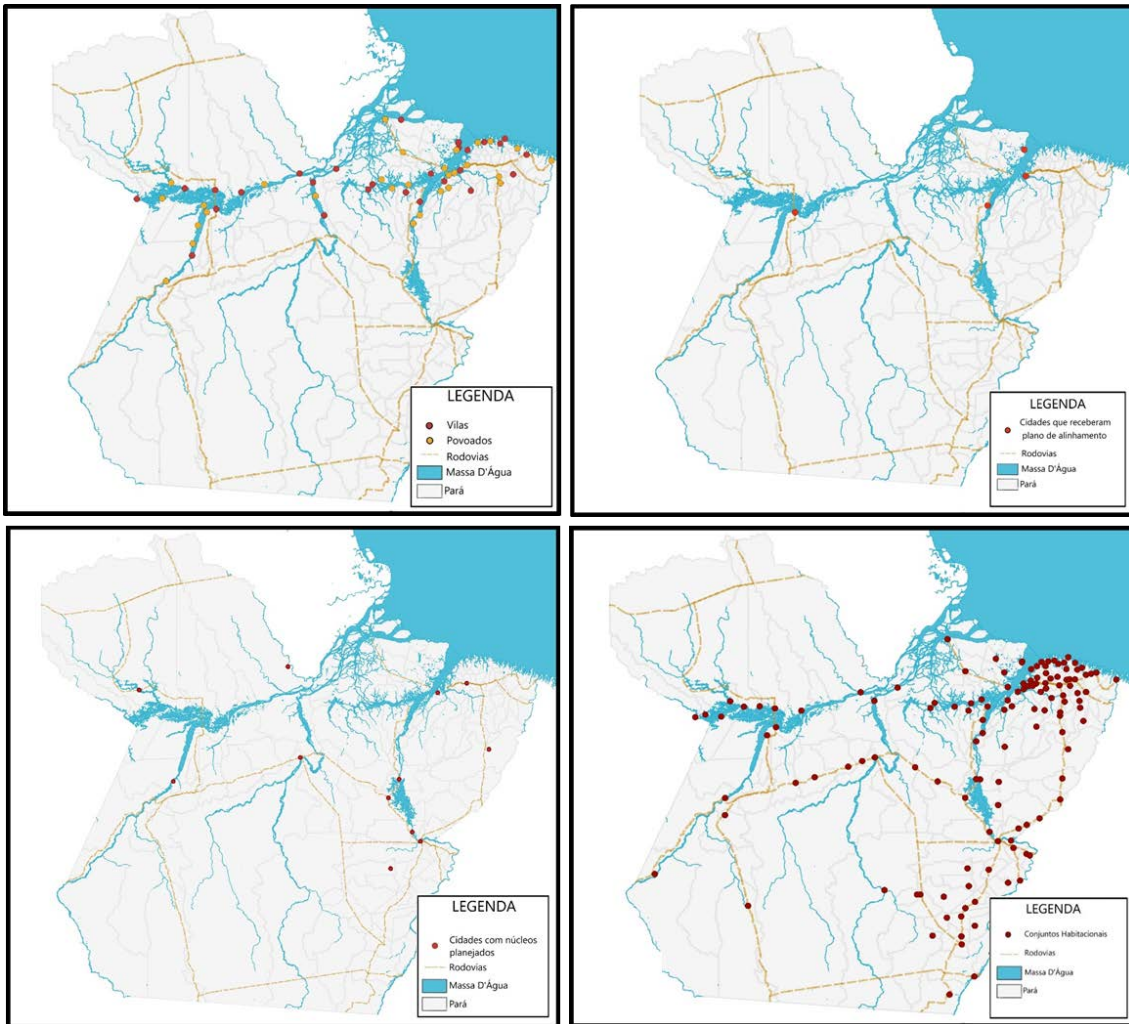 LEGENDA
Vilas
Povoados
Rodovias
Massa D'Água
Pará
LEGENDA
Cidades que receberam
plano de alinhamento
Rodovias
Massa D'Água
Pará
LEGENDA
Cidades com núcleos
planejados
Rodovias
Massa D'Água
Pará
LEGENDA
Conjuntos Habitacionais
Rodovias
Massa D'Água
Pará